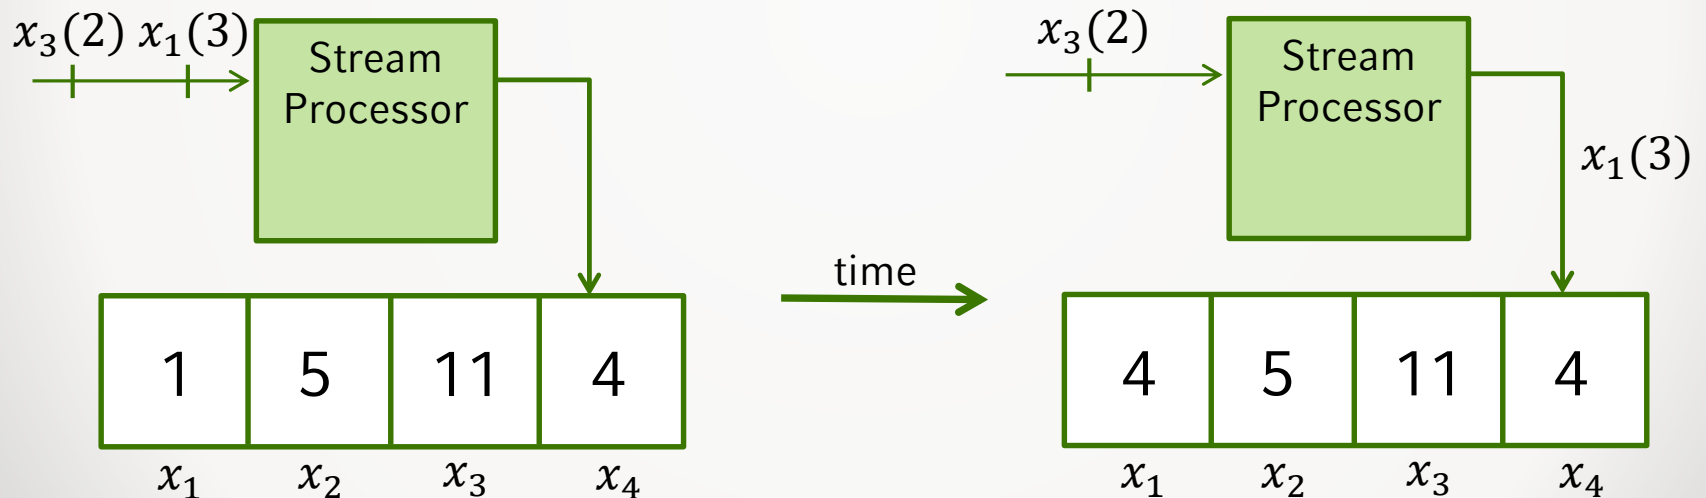 x₃(2) x₁(3)
Stream
Processor
1 5 11 4
x₁ x₂ x₃ x₄
time
x₃(2)
Stream
Processor
x₁(3)
4 5 11 4
x₁ x₂ x₃ x₄